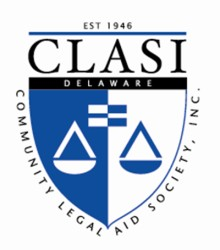 EST 1946
CLASI
DELAWARE
COMMUNITY LEGAL AID SOCIETY, INC.